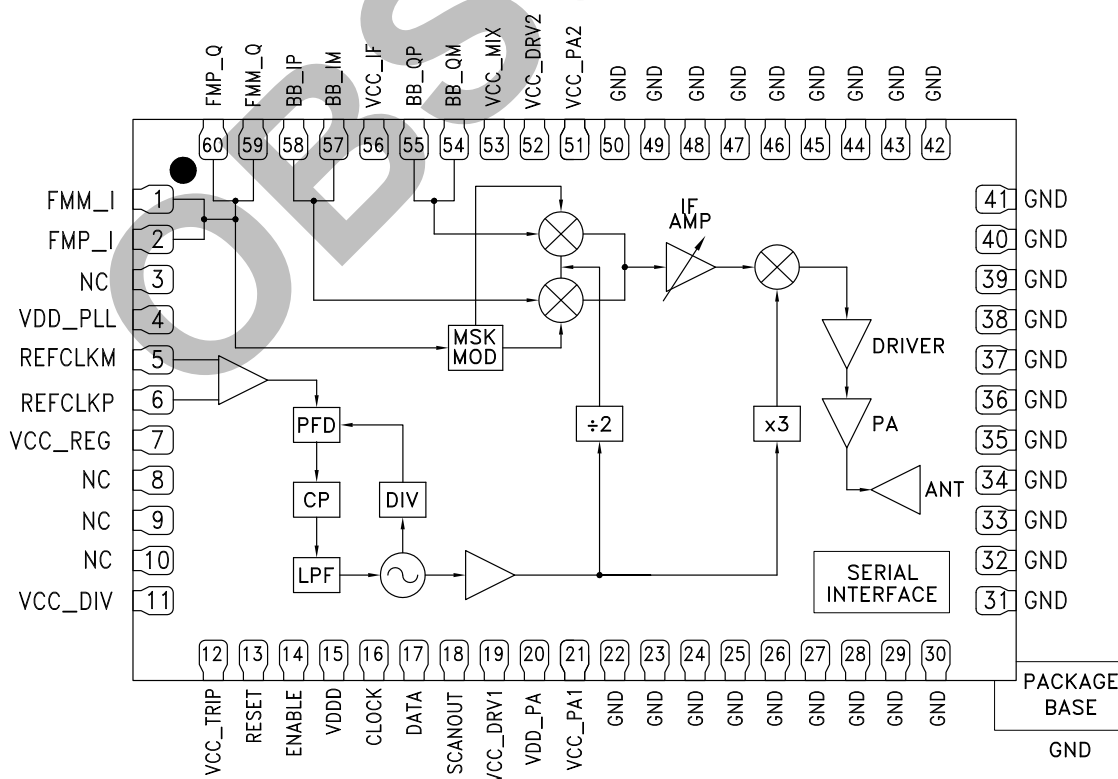 OBS
FMP_Q
FMM_Q
BB_IP
BB_IM
VCC_IF
BB_QP
BB_QM
VCC_MIX
VCC_DRV2
VCC_PA2
GND
GND
GND
GND
GND
GND
GND
GND
GND
60 59 58 57 56 55 54 53 52 51 50 49 48 47 46 45 44 43 42
FMM_I 1
FMP_I 2
NC 3
VDD_PLL 4
REFCLKM 5
REFCLKP 6
VCC_REG 7
NC 8
NC 9
NC 10
VCC_DIV 11
IF
AMP
MSK
MOD
DRIVER
PFD
÷2
x3
PA
CP
DIV
ANT
LPF
SERIAL
INTERFACE
41 GND
40 GND
39 GND
38 GND
37 GND
36 GND
35 GND
34 GND
33 GND
32 GND
31 GND
12 13 14 15 16 17 18 19 20 21 22 23 24 25 26 27 28 29 30
VCC_TRIP
RESET
ENABLE
VDDD
CLOCK
DATA
SCANOUT
VCC_DRV1
VDD_PA
VCC_PA1
GND
GND
GND
GND
GND
GND
GND
GND
GND
PACKAGE
BASE
GND